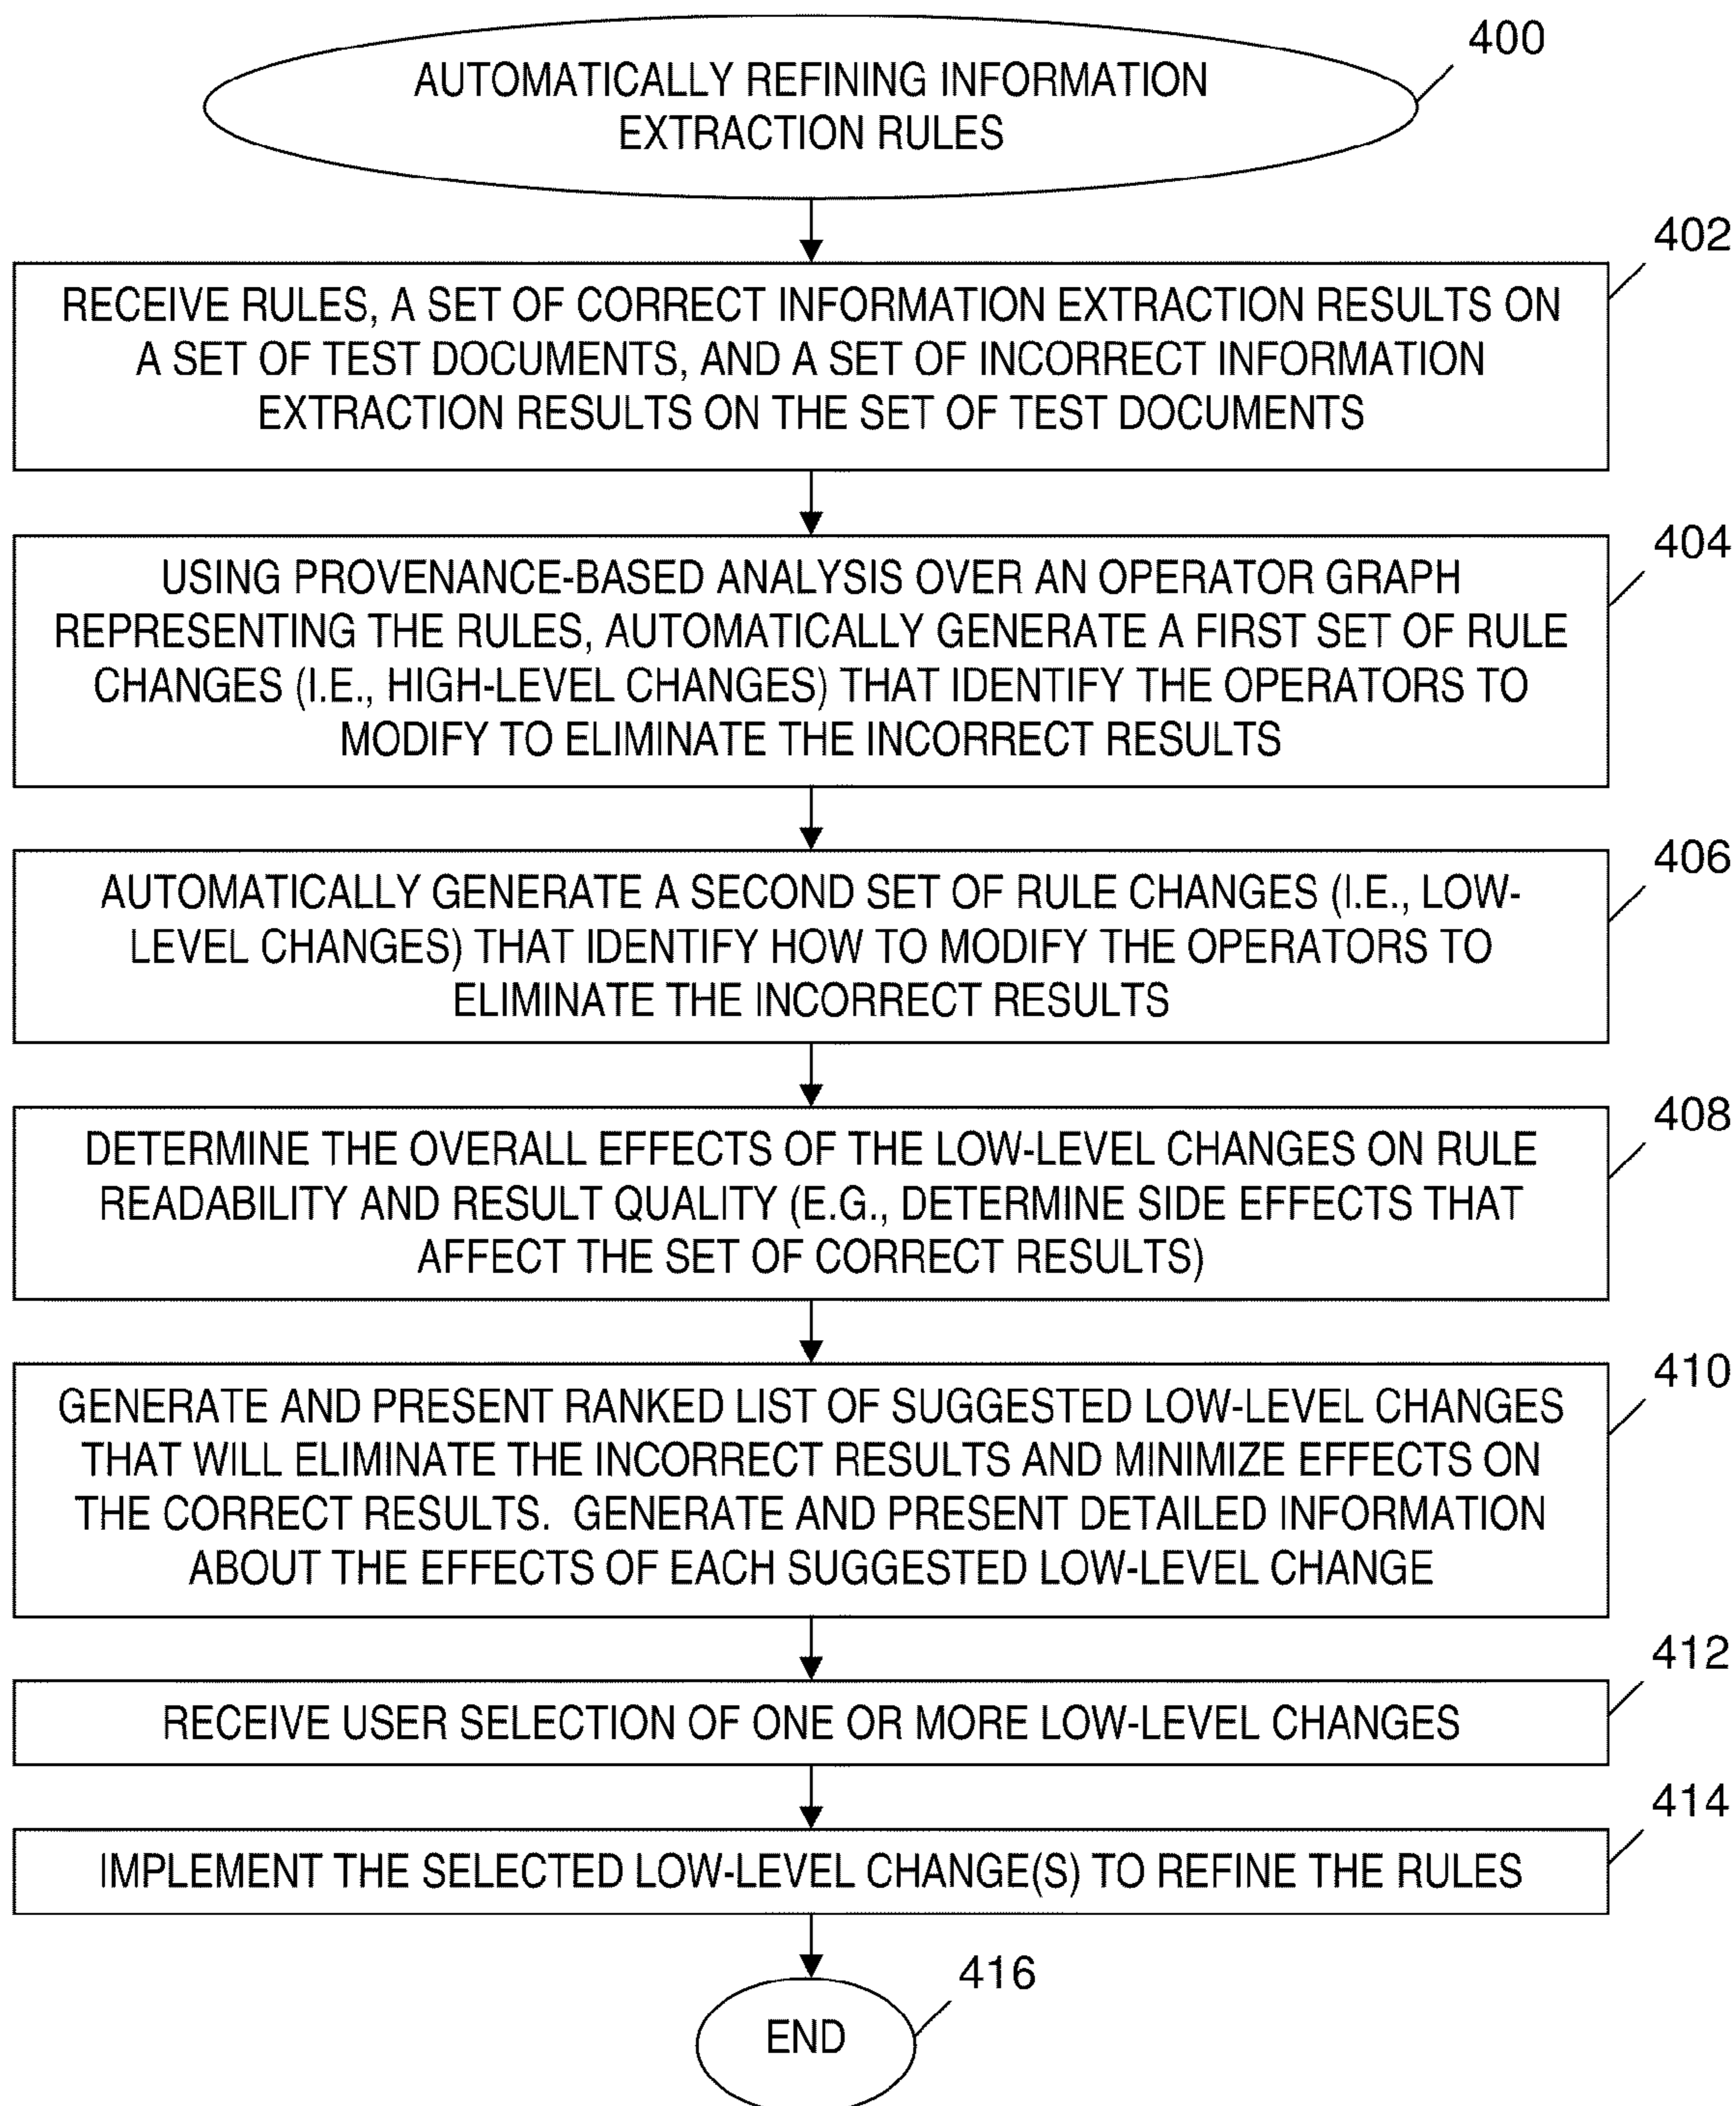 400
AUTOMATICALLY REFINING INFORMATION
EXTRACTION RULES
402
RECEIVE RULES, A SET OF CORRECT INFORMATION EXTRACTION RESULTS ON
A SET OF TEST DOCUMENTS, AND A SET OF INCORRECT INFORMATION
EXTRACTION RESULTS ON THE SET OF TEST DOCUMENTS
404
USING PROVENANCE-BASED ANALYSIS OVER AN OPERATOR GRAPH
REPRESENTING THE RULES, AUTOMATICALLY GENERATE A FIRST SET OF RULE
CHANGES (I.E., HIGH-LEVEL CHANGES) THAT IDENTIFY THE OPERATORS TO
MODIFY TO ELIMINATE THE INCORRECT RESULTS
406
AUTOMATICALLY GENERATE A SECOND SET OF RULE CHANGES (I.E., LOW-
LEVEL CHANGES) THAT IDENTIFY HOW TO MODIFY THE OPERATORS TO
ELIMINATE THE INCORRECT RESULTS
408
DETERMINE THE OVERALL EFFECTS OF THE LOW-LEVEL CHANGES ON RULE
READABILITY AND RESULT QUALITY (E.G., DETERMINE SIDE EFFECTS THAT
AFFECT THE SET OF CORRECT RESULTS)
410
GENERATE AND PRESENT RANKED LIST OF SUGGESTED LOW-LEVEL CHANGES
THAT WILL ELIMINATE THE INCORRECT RESULTS AND MINIMIZE EFFECTS ON
THE CORRECT RESULTS. GENERATE AND PRESENT DETAILED INFORMATION
ABOUT THE EFFECTS OF EACH SUGGESTED LOW-LEVEL CHANGE
412
RECEIVE USER SELECTION OF ONE OR MORE LOW-LEVEL CHANGES
414
IMPLEMENT THE SELECTED LOW-LEVEL CHANGE(S) TO REFINE THE RULES
416
END